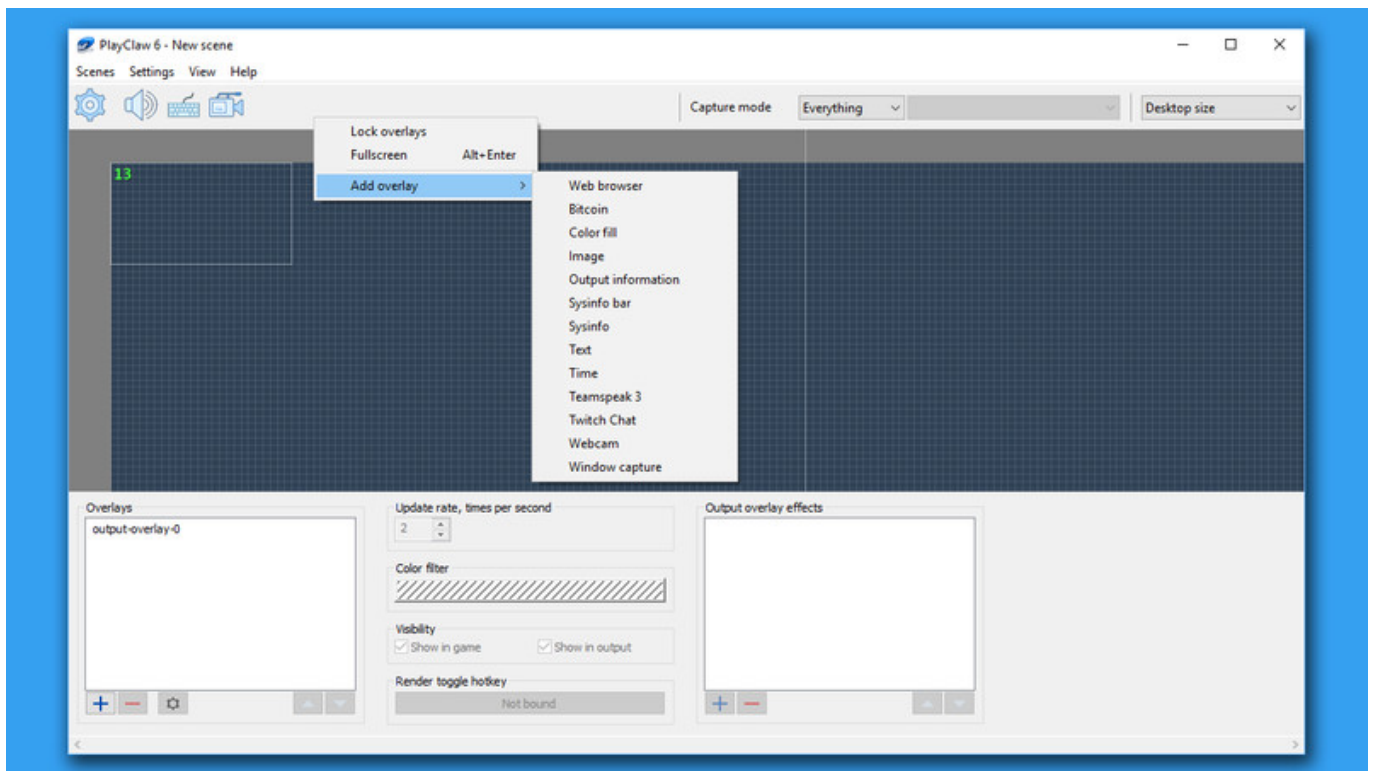 PlayClaw 6 - New scene
Scenes Settings View Help
Capture mode Everything Desktop size
Lock overlays
Fullscreen Alt+Enter
Add overlay
13
Web browser
Bitcoin
Color fill
Image
Output information
Sysinfo bar
Sysinfo
Text
Time
Teamspeak 3
Twitch Chat
Webcam
Window capture
Overlays
output-overlay-0
Update rate, times per second
2
Color filter
Visibility
Show in game Show in output
Render toggle hotkey
Not bound
Output overlay effects